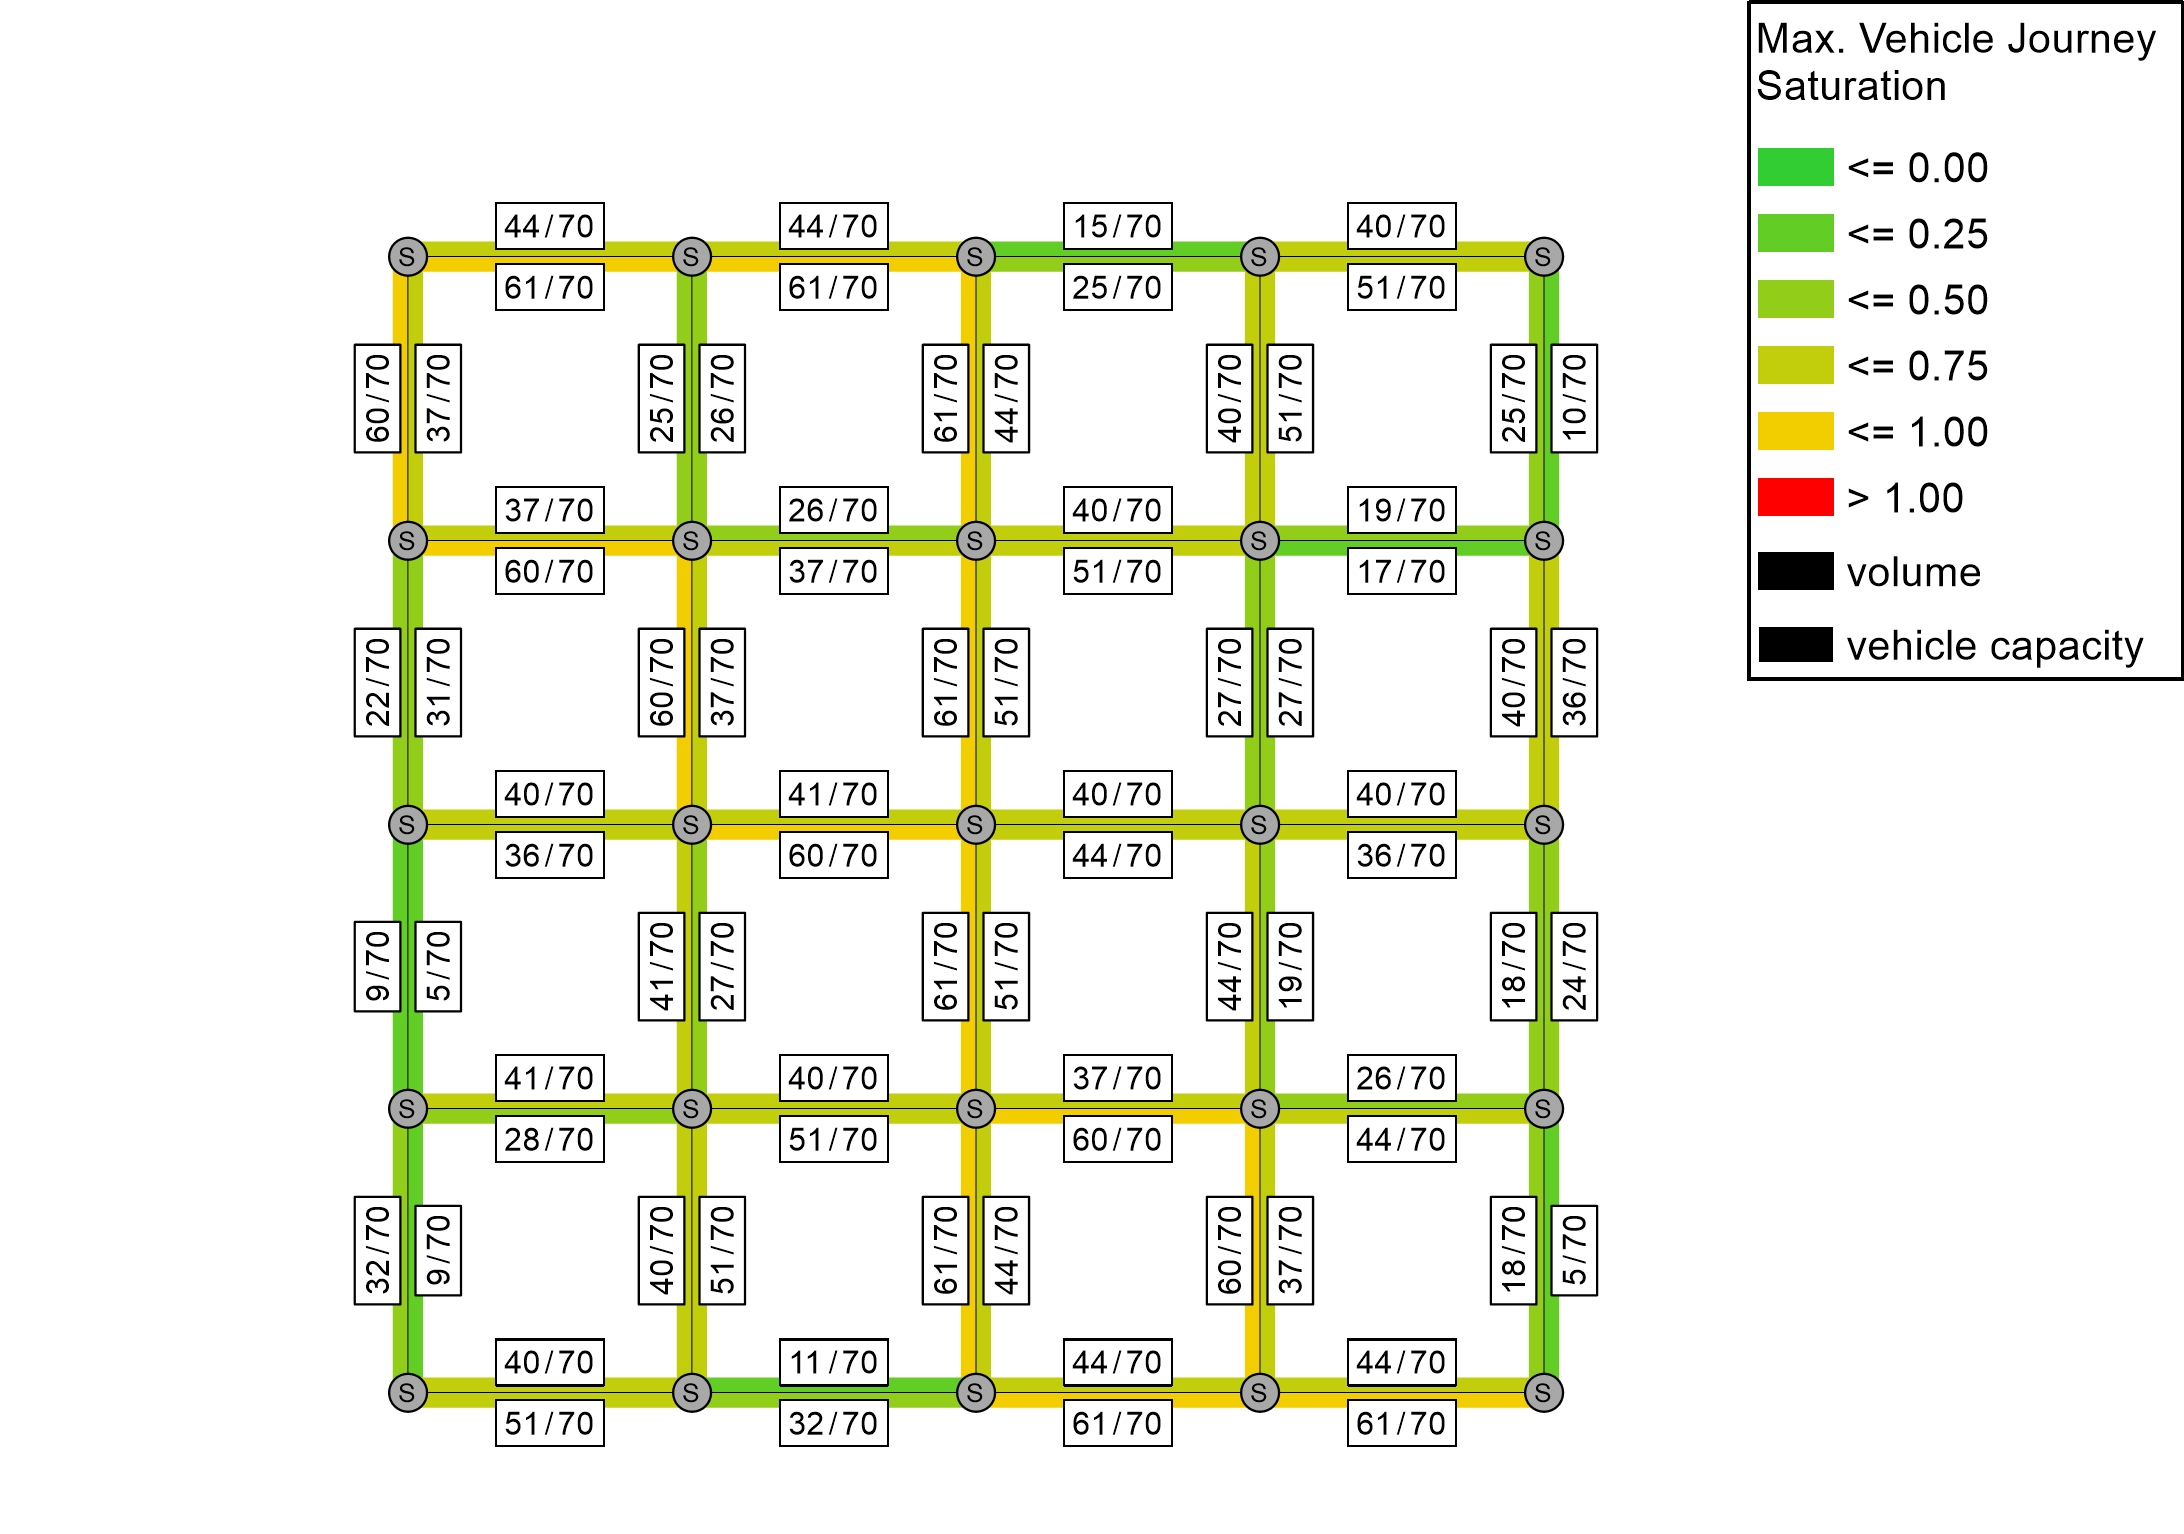 Max. Vehicle Journey
Saturation
<= 0.00
<= 0.25
<= 0.50
<= 0.75
<= 1.00
> 1.00
volume
vehicle capacity
44/70 44/70 15/70 40/70
S S S S S
61/70 61/70 25/70 51/70
60/70 37/70 25/70 26/70 61/70 44/70 40/70 51/70 25/70 10/70
37/70 26/70 40/70 19/70
S S S S S
60/70 37/70 51/70 17/70
22/70 31/70 60/70 37/70 61/70 51/70 27/70 27/70 40/70 36/70
40/70 41/70 40/70 40/70
S S S S S
36/70 60/70 44/70 36/70
9/70 5/70 41/70 27/70 61/70 51/70 44/70 19/70 18/70 24/70
41/70 40/70 37/70 26/70
S S S S S
28/70 51/70 60/70 44/70
32/70 9/70 40/70 51/70 61/70 44/70 60/70 37/70 18/70 5/70
40/70 11/70 44/70 44/70
S S S S S
51/70 32/70 61/70 61/70